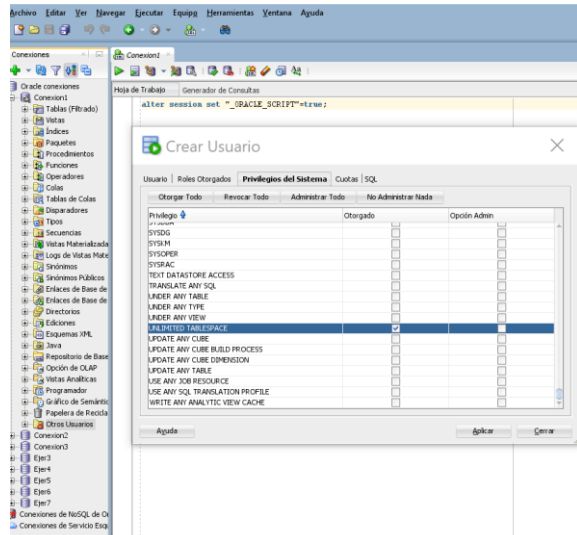 Archivo Editar Ver Navegar Ejecutar Equipo Herramientas Ventana Ayuda
Conexiones
Oracle conexiones
Conexion1
Tablas (Filtrado)
Vistas
Índices
Paquetes
Procedimientos
Funciones
Operadores
Colas
Tablas de Colas
Disparadores
Tipos
Secuencias
Vistas Materializada
Logs de Vistas Mate
Sinónimos
Sinónimos Públicos
Enlaces de Base de
Enlaces de Base de
Directorios
Ediciones
Esquemas XML
Java
Repositorio de Base
Opción de OLAP
Vistas Analíticas
Programador
Gráfico de Semántic
Papelera de Recicla
Otros Usuarios
Conexion2
Conexion3
Ejer3
Ejer4
Ejer5
Ejer6
Ejer7
Conexiones de NoSQL de Or
Conexiones de Servicio Esqu
Conexion1
Hoja de Trabajo Generador de Consultas
alter session set "_ORACLE_SCRIPT"=true;
Crear Usuario
Usuario Roles Otorgados Privilegios del Sistema Cuotas SQL
Otorgar Todo Revocar Todo Administrar Todo No Administrar Nada
Privilegio Otorgado Opción Admin
SYSDG
SYSKM
SYSOPER
SYSRAC
TEXT DATASTORE ACCESS
TRANSLATE ANY SQL
UNDER ANY TABLE
UNDER ANY TYPE
UNDER ANY VIEW
UNLIMITED TABLESPACE
UPDATE ANY CUBE
UPDATE ANY CUBE BUILD PROCESS
UPDATE ANY CUBE DIMENSION
UPDATE ANY TABLE
USE ANY JOB RESOURCE
USE ANY SQL TRANSLATION PROFILE
WRITE ANY ANALYTIC VIEW CACHE
Ayuda Aplicar Cerrar